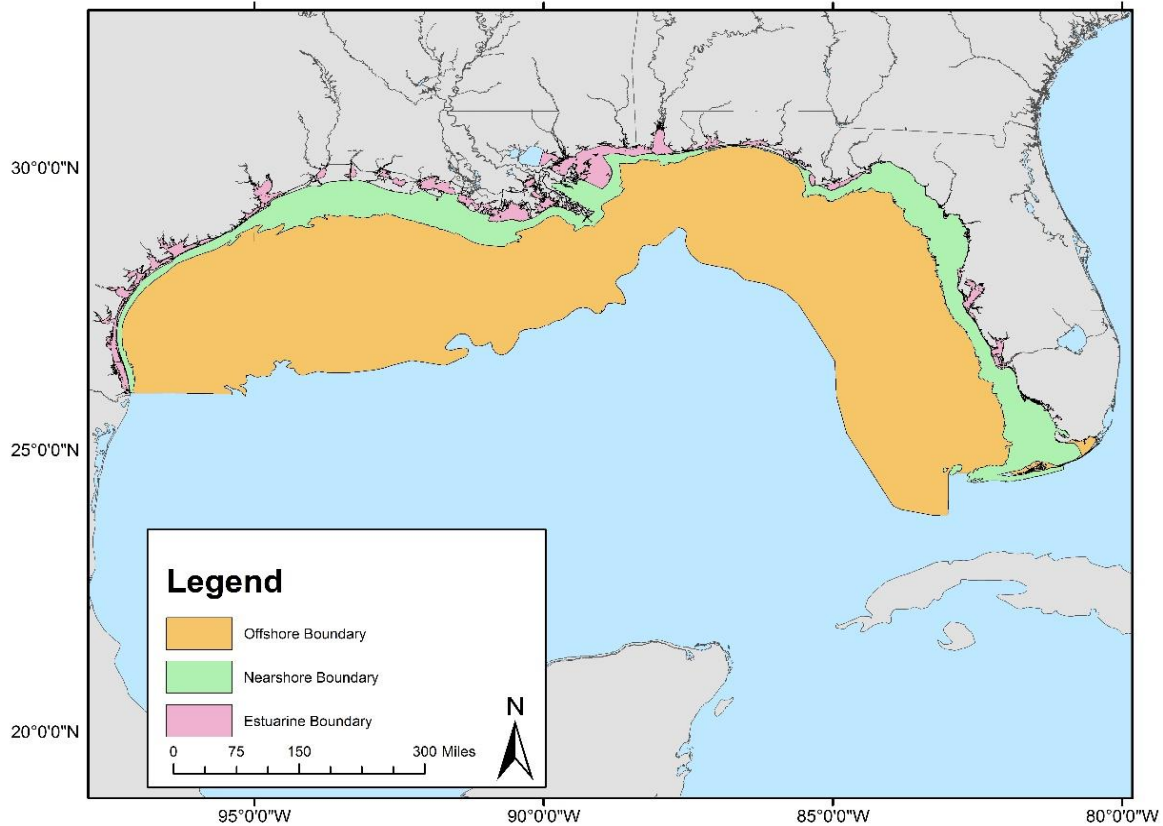 30°0'0"N
25°0'0"N
20°0'0"N
Legend
Offshore Boundary
Nearshore Boundary
Estuarine Boundary
0 75 150 300 Miles
N
95°0'0"W 90°0'0"W 85°0'0"W 80°0'0"W